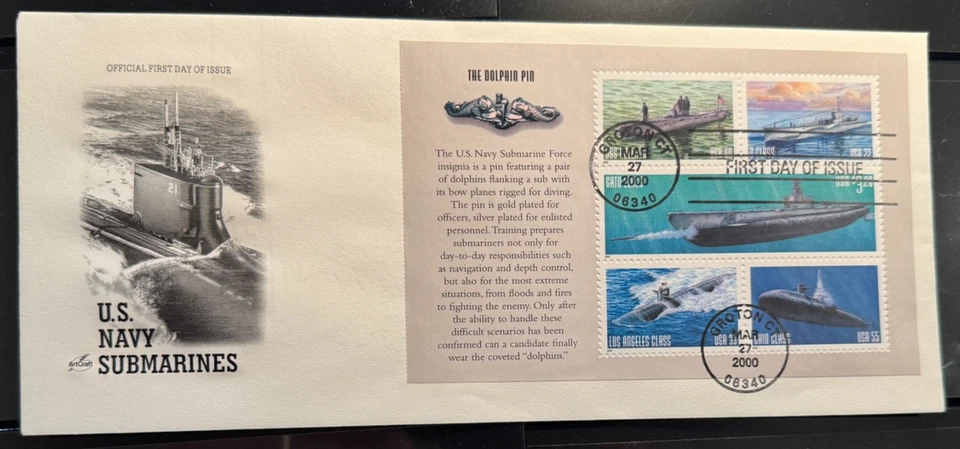 OFFICIAL FIRST DAY OF ISSUE
21
U.S.
NAVY
SUBMARINES
ArtCraft
THE DOLPHIN PIN
The U.S. Navy Submarine Force
insignia is a pin featuring a pair
of dolphins flanking a sub with
its bow planes rigged for diving.
The pin is gold plated for
officers, silver plated for enlisted
personnel. Training prepares
submariners not only for
day-to-day responsibilities such
as navigation and depth control,
but also for the most extreme
situations, from floods and fires
to fighting the enemy. Only after
the ability to handle these
difficult scenarios has been
confirmed can a candidate finally
wear the coveted “dolphins.”
CLASS
GROTON CT
MAR
27
2000
06340
FIRST DAY OF ISSUE
LOS ANGELES CLASS
USA 33
CLASS
USA 55
GROTON CT
MAR
27
2000
06340